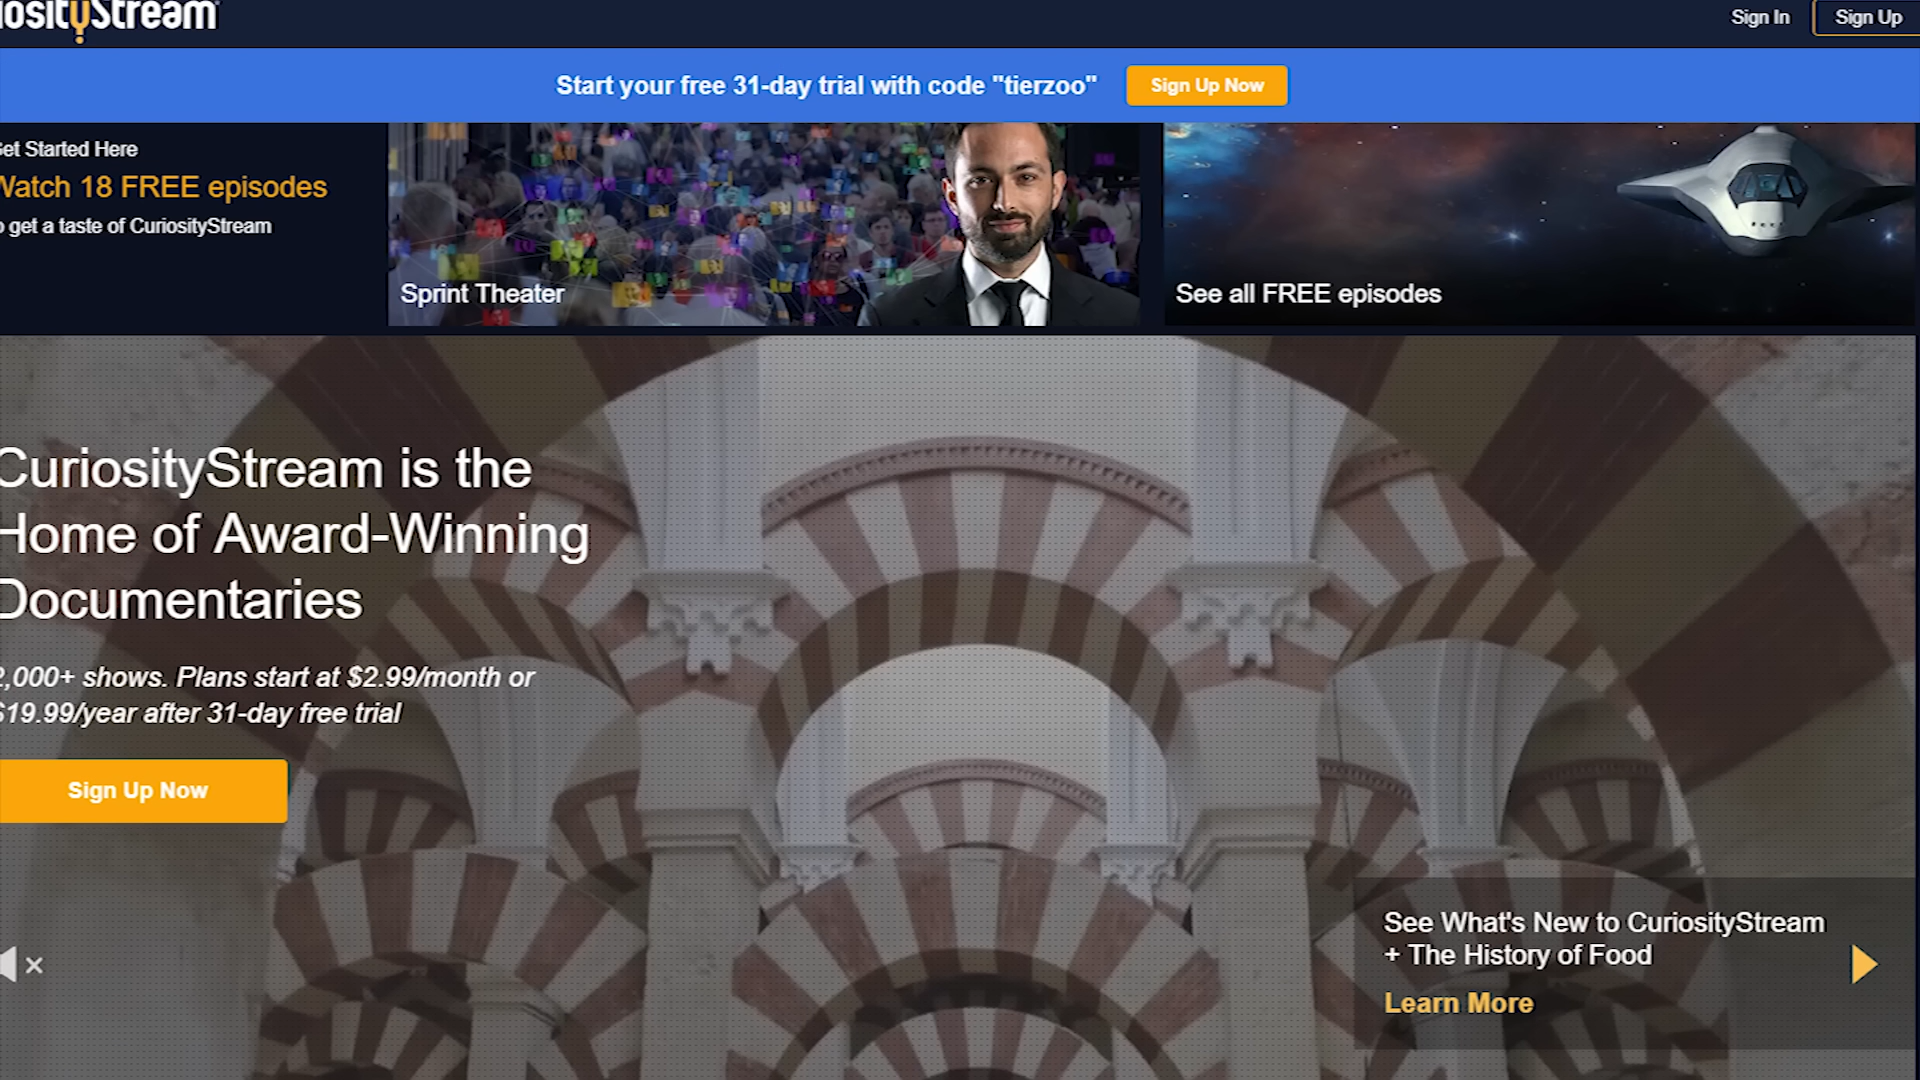 iosityStream
Sign In
Sign Up
Start your free 31-day trial with code "tierzoo"
Sign Up Now
Get Started Here
Watch 18 FREE episodes
o get a taste of CuriosityStream
Sprint Theater
See all FREE episodes
CuriosityStream is the
Home of Award-Winning
Documentaries
2,000+ shows. Plans start at $2.99/month or
$19.99/year after 31-day free trial
Sign Up Now
See What's New to CuriosityStream
+ The History of Food
Learn More